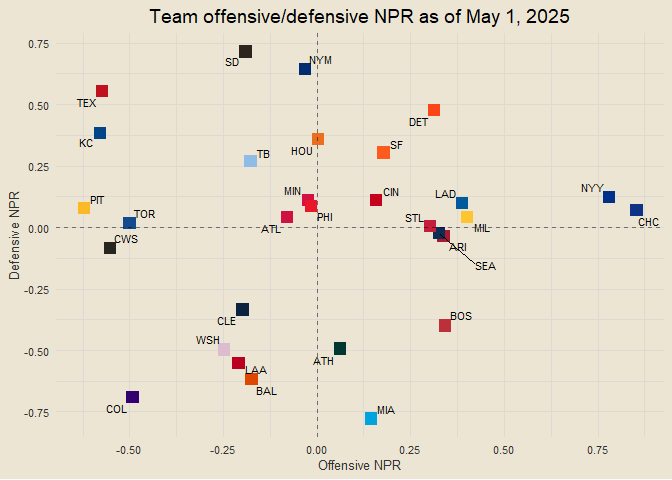 Team offensive/defensive NPR as of May 1, 2025
0.75
SD
NYM
TEX
0.50
DET
KC
HOU
SF
0.25
TB
NYY
MIN
CIN
LAD
PIT
TOR
PHI
STL
CHC
0.00
ATL
MIL
CWS
ARI
SEA
Defensive NPR
-0.25
CLE
BOS
WSH
-0.50
ATH
LAA
BAL
COL
MIA
-0.75
-0.50
-0.25
0.00
0.25
0.50
0.75
Offensive NPR